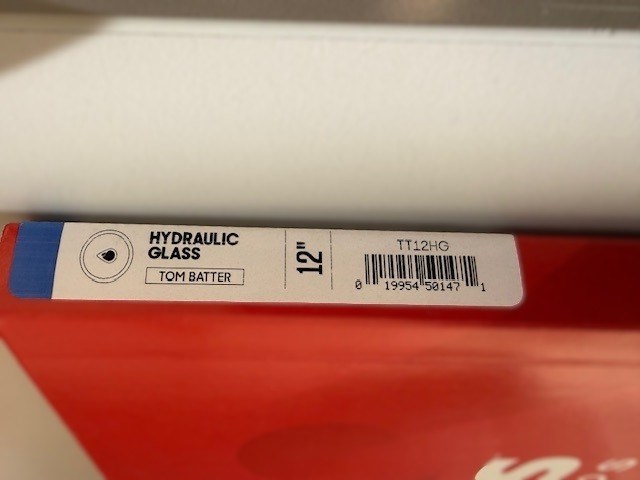 HYDRAULIC
GLASS
TOM BATTER
12"
TT12HG
0 19954 50147 1